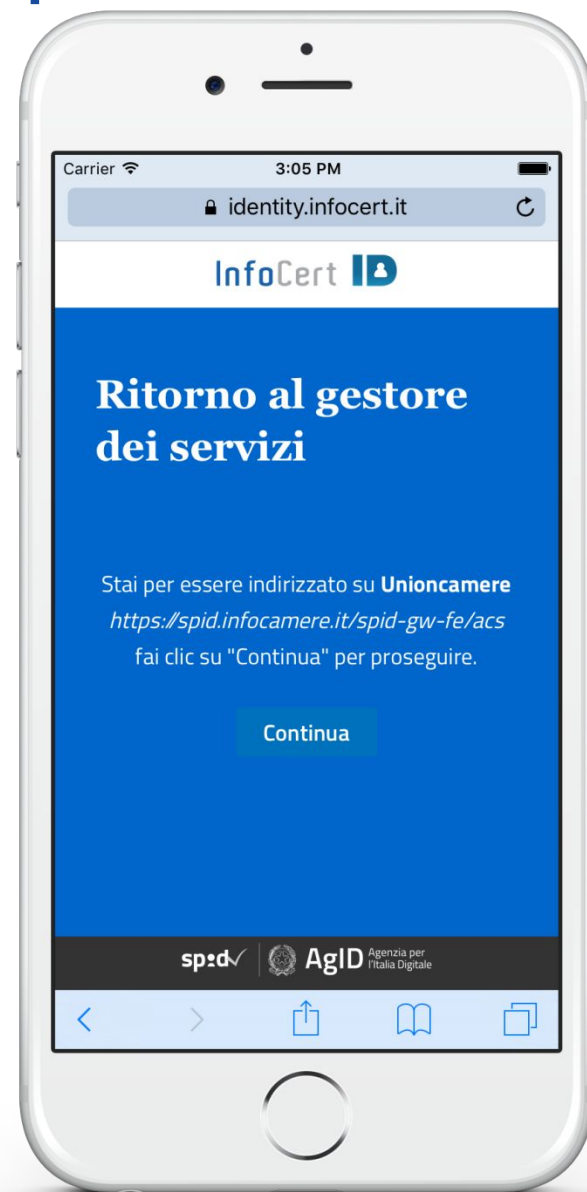 Carrier 3:05 PM
identity.infocert.it
InfoCert ID
Ritorno al gestore
dei servizi
Stai per essere indirizzato su Unioncamere
https://spid.infocamere.it/spid-gw-fe/acs
fai clic su "Continua" per proseguire.
Continua
sp:d AgID Agenzia per
l'Italia Digitale